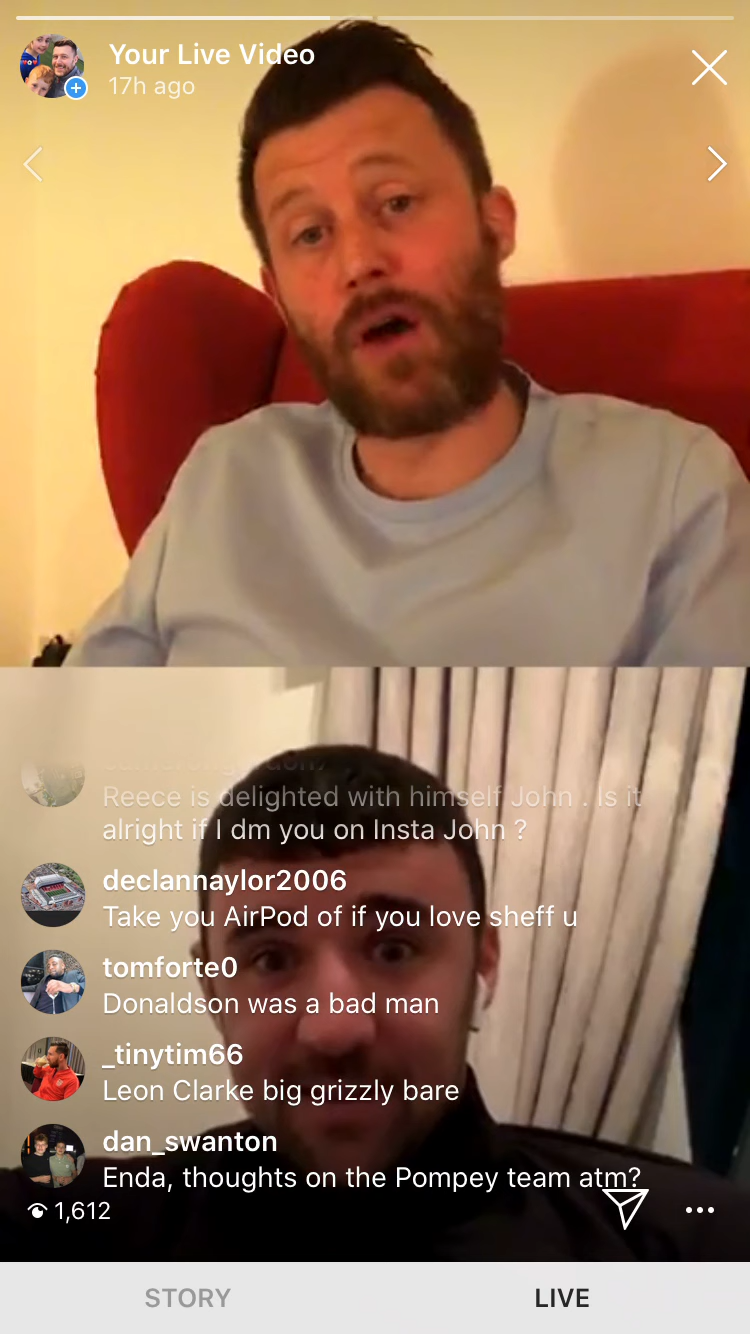 Your Live Video
17h ago
Reece is delighted with himself John . Is it
alright if I dm you on Insta John ?
declannaylor2006
Take you AirPod of if you love sheff u
tomforte0
Donaldson was a bad man
_tinytim66
Leon Clarke big grizzly bare
dan_swanton
Enda, thoughts on the Pompey team atm?
1,612
STORY
LIVE